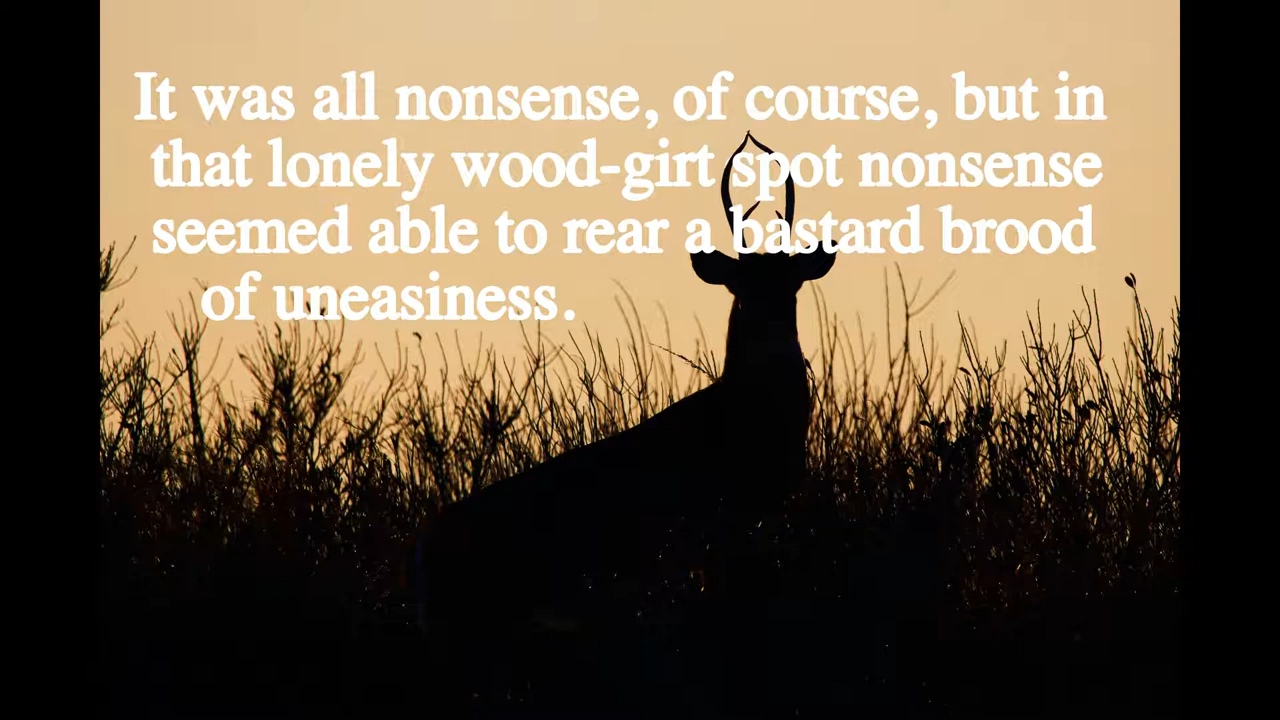 It was all nonsense, of course, but in
that lonely wood-girt spot nonsense
seemed able to rear a bastard brood
of uneasiness.